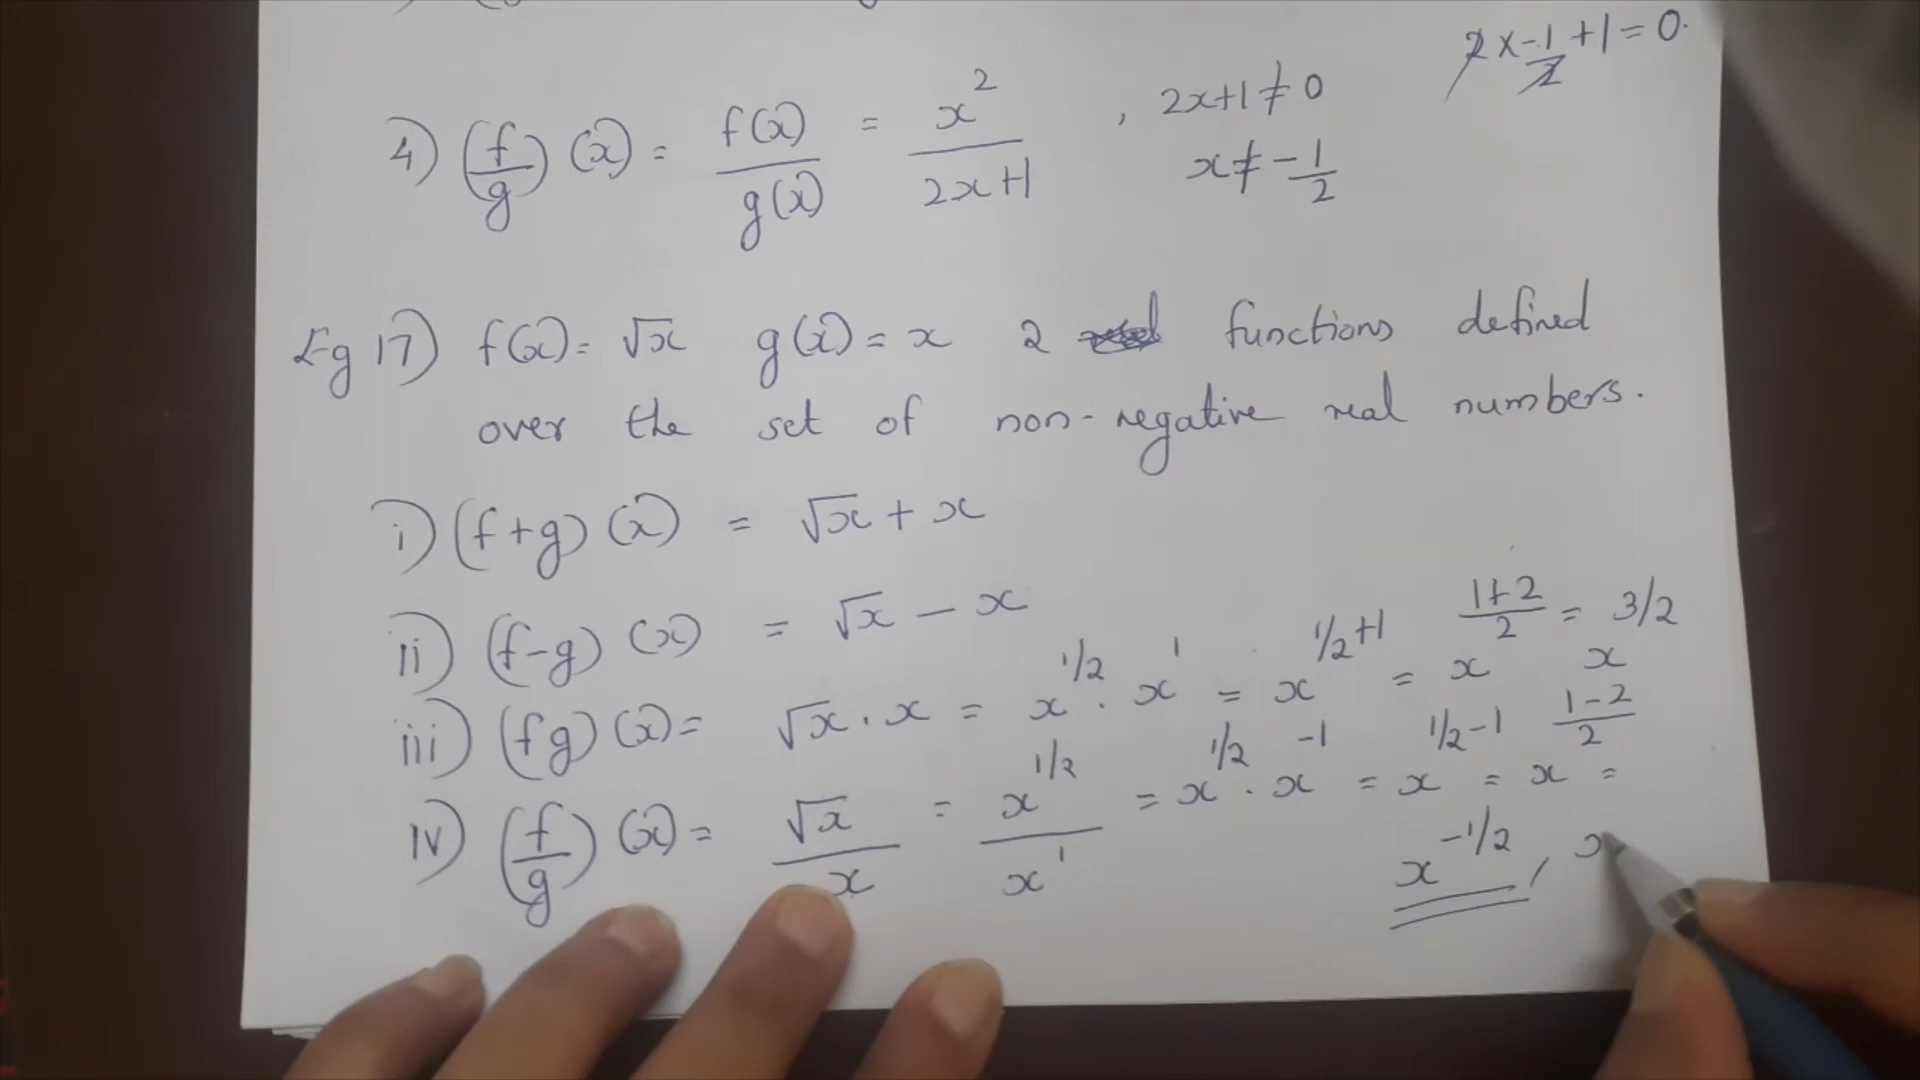 2 x -1/2 + 1 = 0.
4) (f/g) (x) = f(x)/g(x) = x²/2x+1 , 2x+1 ≠ 0
x ≠ -1/2
Eg 17) f(x) = √x g(x) = x 2 functions defined
over the set of non-negative real numbers.
i) (f+g) (x) = √x + x
ii) (f-g) (x) = √x - x
iii) (fg) (x) = √x . x = x^1/2 . x^1 = x^1/2+1 = x^(1+2)/2 = x^3/2
iv) (f/g) (x) = √x/x = x^1/2 / x^1 = x^1/2 . x^-1 = x^1/2-1 = x^(1-2)/2 =
x^-1/2 ,